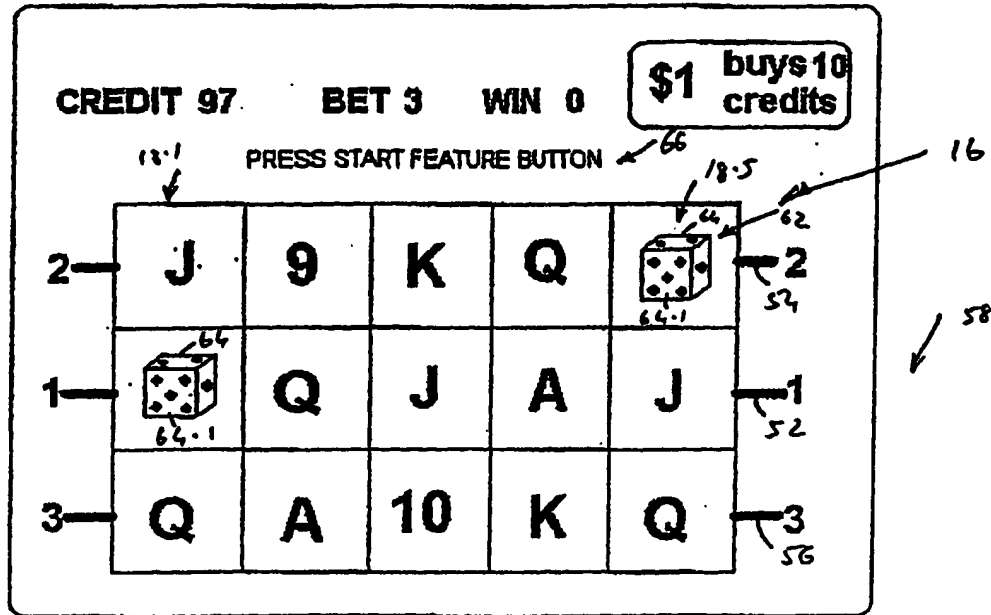 $1 buys 10 credits
CREDIT 97 BET 3 WIN 0
PRESS START FEATURE BUTTON 66
18.1 18.5 16
62
2 J 9 K Q 64 2
64.1 54
58
64
1 Q J A J 1
64.1 52
3 Q A 10 K Q 3
56